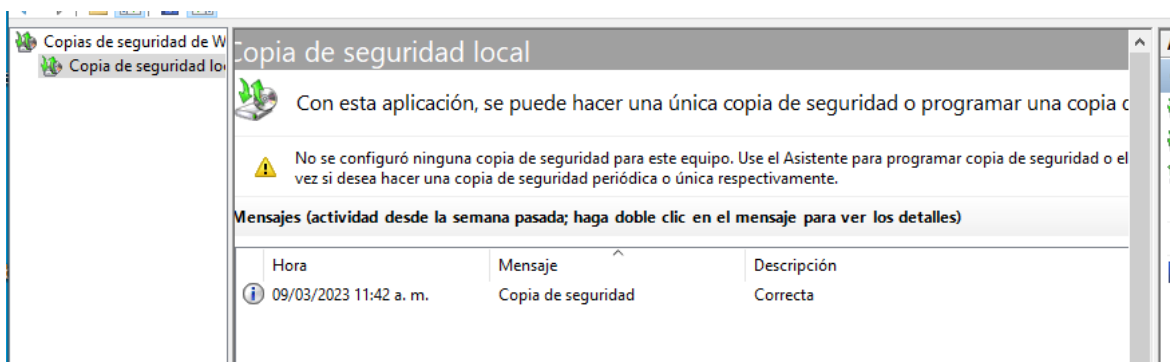 Copias de seguridad de W
Copia de seguridad lo
Copia de seguridad local
Con esta aplicación, se puede hacer una única copia de seguridad o programar una copia
No se configuró ninguna copia de seguridad para este equipo. Use el Asistente para programar copia de seguridad o el
vez si desea hacer una copia de seguridad periódica o única respectivamente.
Mensajes (actividad desde la semana pasada; haga doble clic en el mensaje para ver los detalles)
Hora Mensaje Descripción
09/03/2023 11:42 a. m. Copia de seguridad Correcta